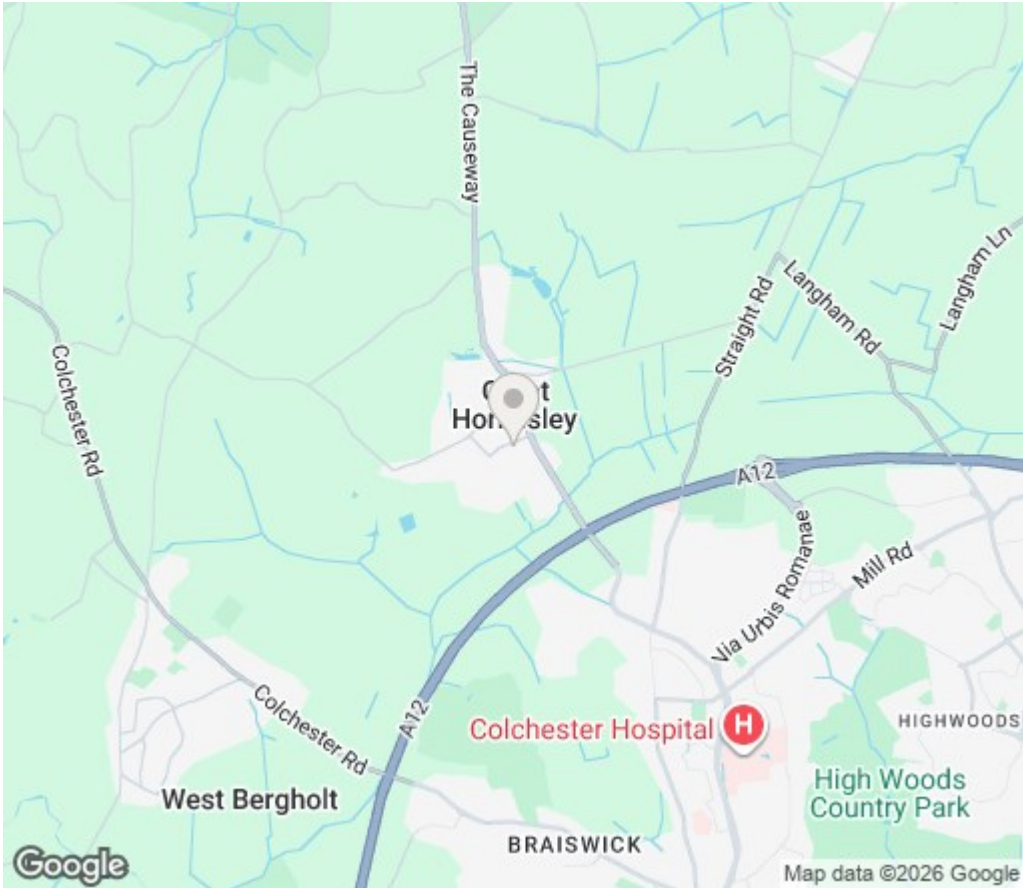 The Causeway
Langham Ln
Langham Rd
Straight Rd
Colchester Rd
A12
Via Urbis Romanae
Mill Rd
Colchester Rd
A12
Colchester Hospital
H
HIGHWOODS
High Woods
Country Park
West Bergholt
BRAISWICK
Google
Map data ©2026 Google